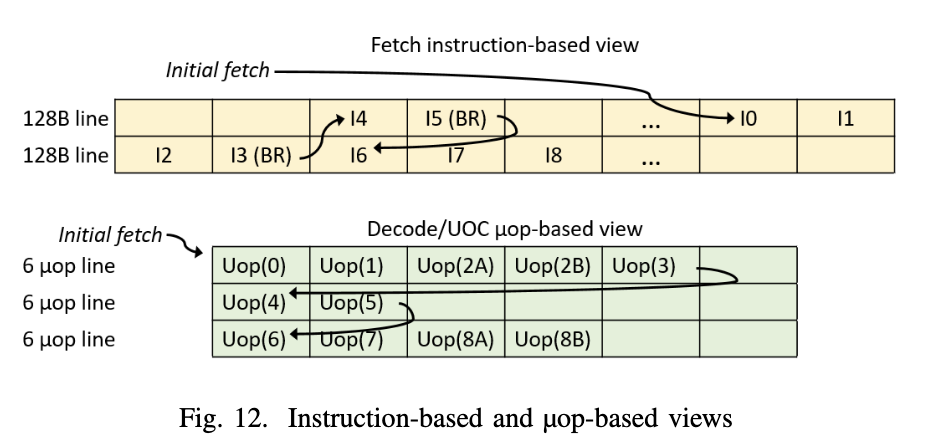 Fetch instruction-based view
Initial fetch
128B line I4 I5 (BR) ... I0 I1
128B line I2 I3 (BR) I6 I7 I8 ...
Decode/UOC μop-based view
Initial fetch
6 μop line Uop(0) Uop(1) Uop(2A) Uop(2B) Uop(3)
6 μop line Uop(4) Uop(5)
6 μop line Uop(6) Uop(7) Uop(8A) Uop(8B)
Fig. 12. Instruction-based and μop-based views